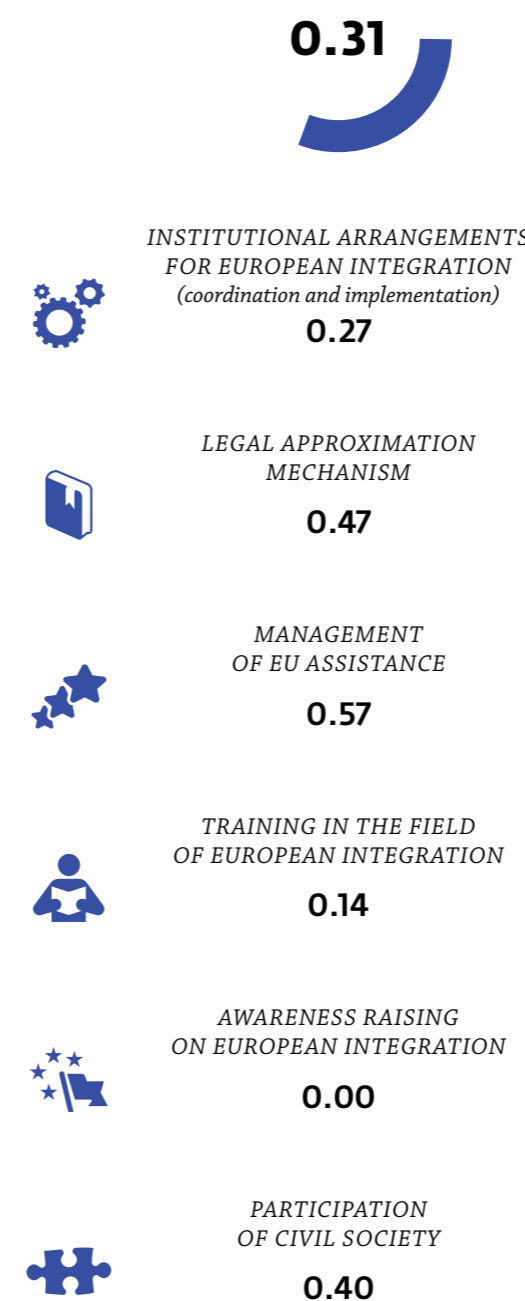 0.31
INSTITUTIONAL ARRANGEMENTS
FOR EUROPEAN INTEGRATION
(coordination and implementation)
0.27
LEGAL APPROXIMATION
MECHANISM
0.47
MANAGEMENT
OF EU ASSISTANCE
0.57
TRAINING IN THE FIELD
OF EUROPEAN INTEGRATION
0.14
AWARENESS RAISING
ON EUROPEAN INTEGRATION
0.00
PARTICIPATION
OF CIVIL SOCIETY
0.40